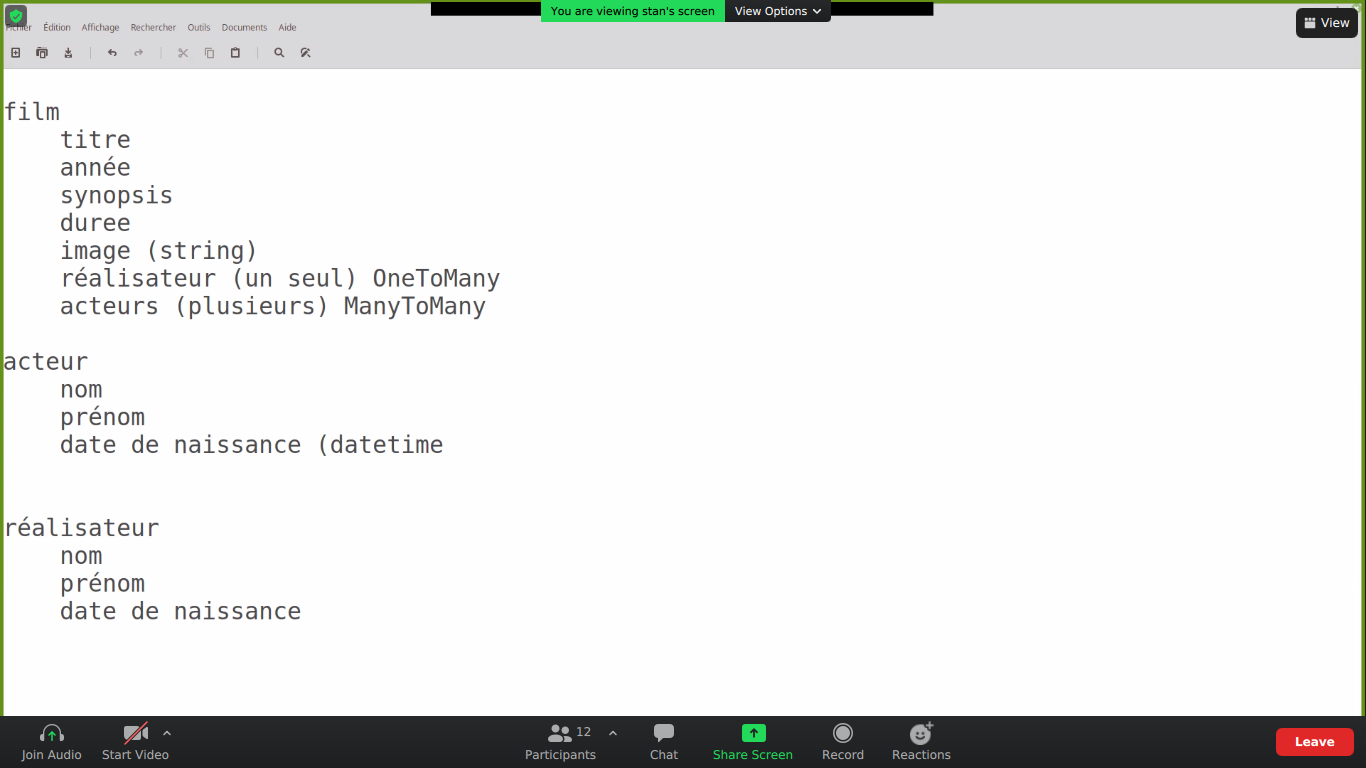 You are viewing stan's screen View Options
View
Fichier Édition Affichage Rechercher Outils Documents Aide
film
titre
année
synopsis
duree
image (string)
réalisateur (un seul) OneToMany
acteurs (plusieurs) ManyToMany
acteur
nom
prénom
date de naissance (datetime
réalisateur
nom
prénom
date de naissance
Join Audio Start Video 12 Participants Chat Share Screen Record Reactions Leave